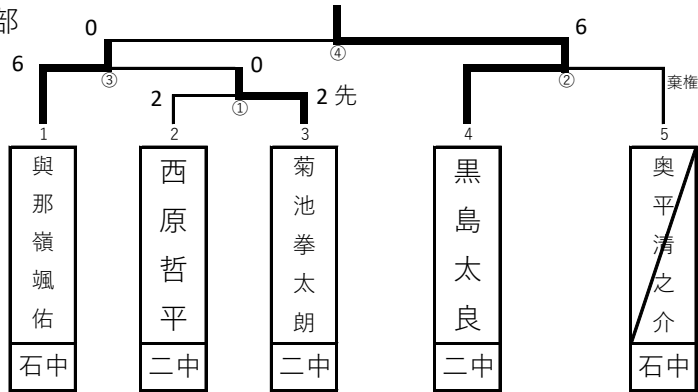 部
0 6
④
6 0
③ ②
棄権
2 2先
①
1 2 3 4 5
與那嶺颯佑
西原哲平
菊池拳太朗
黒島太良
奥平清之介
石中 二中 二中 二中 石中